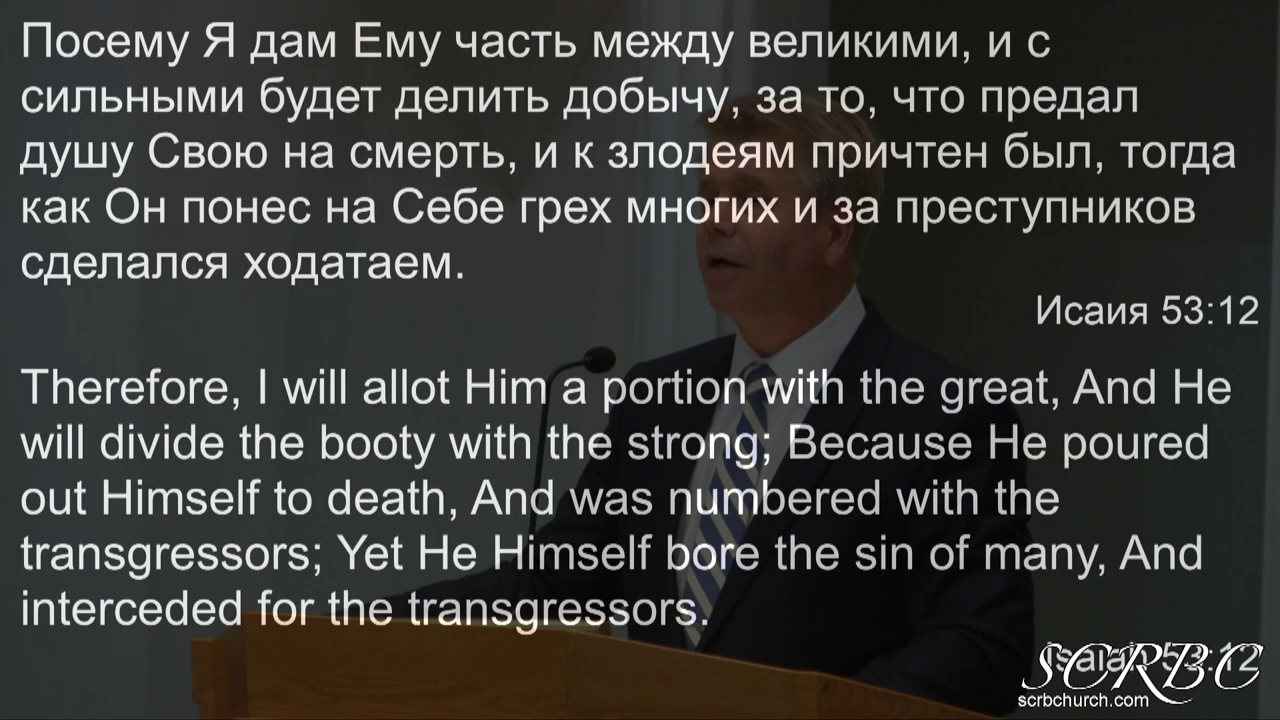 Посему Я дам Ему часть между великими, и с
сильными будет делить добычу, за то, что предал
душу Свою на смерть, и к злодеям причтен был, тогда
как Он понес на Себе грех многих и за преступников
сделался ходатаем.
Исаия 53:12
Therefore, I will allot Him a portion with the great, And He
will divide the booty with the strong; Because He poured
out Himself to death, And was numbered with the
transgressors; Yet He Himself bore the sin of many, And
interceded for the transgressors.
Isaiah 53:12
SCRBC
scrbchurch.com